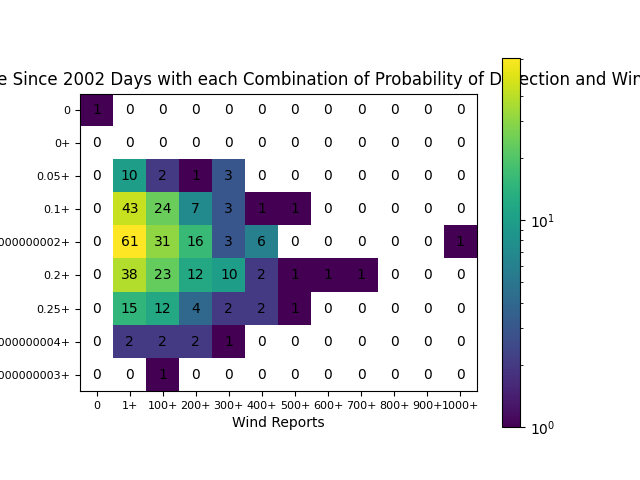 e Since 2002 Days with each Combination of Probability of D ection and Win
0 1 0 0 0 0 0 0 0 0 0 0 0
0+ 0 0 0 0 0 0 0 0 0 0 0 0
0.05+ 0 10 2 1 3 0 0 0 0 0 0 0
0.1+ 0 43 24 7 3 1 1 0 0 0 0 0
000000002+ 0 61 31 16 3 6 0 0 0 0 0 1
0.2+ 0 38 23 12 10 2 1 1 1 0 0 0
0.25+ 0 15 12 4 2 2 1 0 0 0 0 0
000000004+ 0 2 2 2 1 0 0 0 0 0 0 0
000000003+ 0 0 1 0 0 0 0 0 0 0 0 0
0 1+ 100+ 200+ 300+ 400+ 500+ 600+ 700+ 800+ 900+ 1000+
Wind Reports
10¹
10⁰